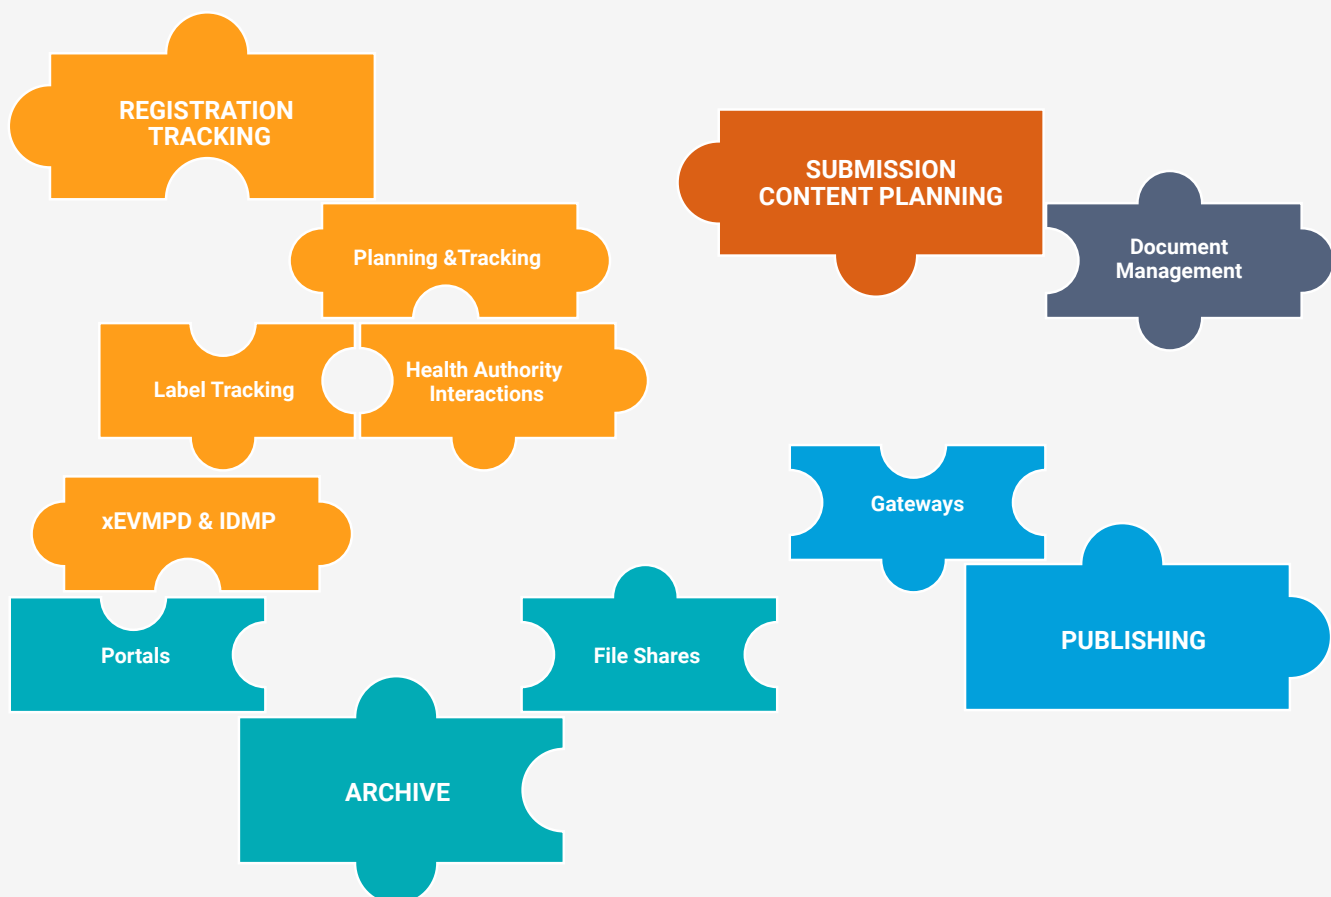 REGISTRATION
TRACKING
SUBMISSION
CONTENT PLANNING
Planning &Tracking
Document
Management
Label Tracking
Health Authority
Interactions
xEVMPD & IDMP
Gateways
Portals
File Shares
PUBLISHING
ARCHIVE